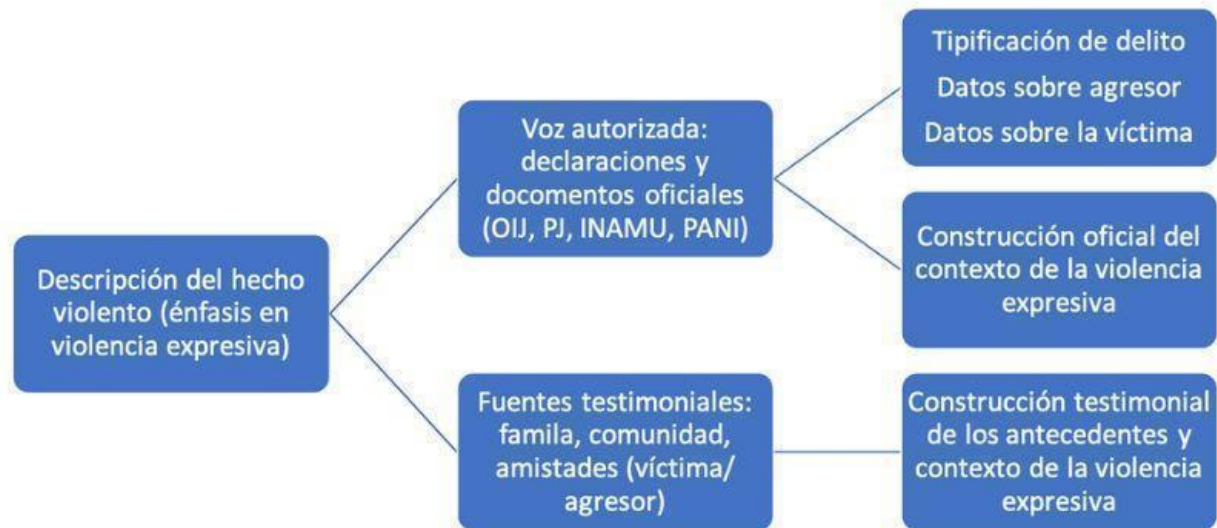 Descripción del hecho
violento (énfasis en
violencia expresiva)
Voz autorizada:
declaraciones y
documentos oficiales
(OIJ, PJ, INAMU, PANI)
Fuentes testimoniales:
famila, comunidad,
amistades (víctima/
agresor)
Tipificación de delito
Datos sobre agresor
Datos sobre la víctima
Construcción oficial del
contexto de la violencia
expresiva
Construcción testimonial
de los antecedentes y
contexto de la violencia
expresiva